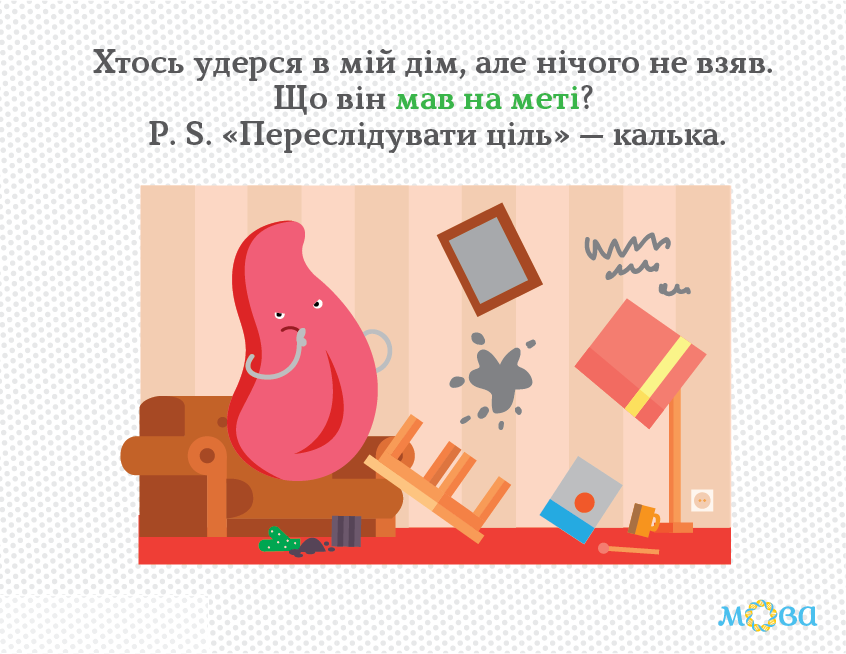 Хтось удерся в мій дім, але нічого не взяв.
Що він мав на меті?
P. S. «Переслідувати ціль» — калька.
мова